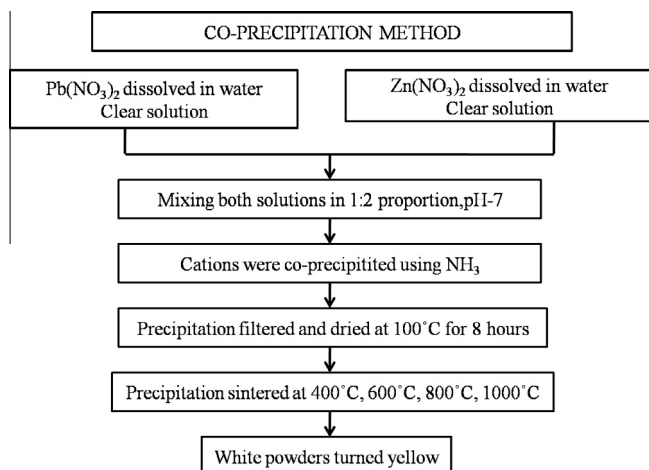 CO-PRECIPITATION METHOD
Pb(NO₃)₂ dissolved in water
Clear solution
Zn(NO₃)₂ dissolved in water
Clear solution
Mixing both solutions in 1:2 proportion,pH-7
Cations were co-precipitited using NH₃
Precipitation filtered and dried at 100˚C for 8 hours
Precipitation sintered at 400˚C, 600˚C, 800˚C, 1000˚C
White powders turned yellow